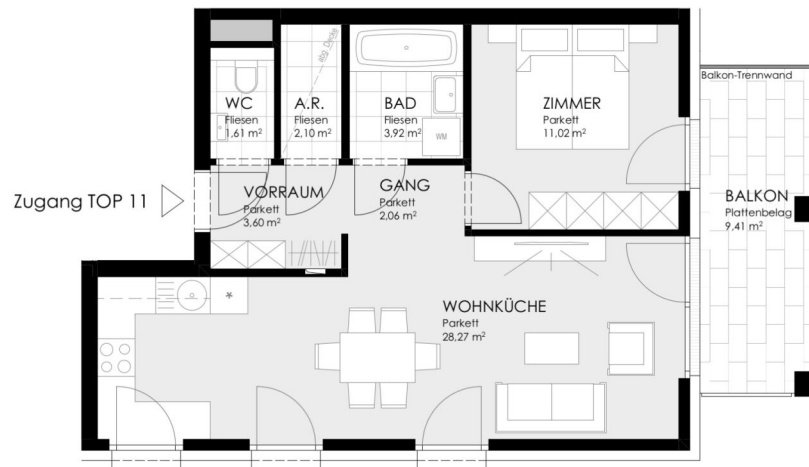 WC
Fliesen
1,61 m²
A.R.
Fliesen
2,10 m²
abg. Decke
BAD
Fliesen
3,92 m²
WM
ZIMMER
Parkett
11,02 m²
Balkon-Trennwand
Zugang TOP 11
VORRAUM
Parkett
3,60 m²
GANG
Parkett
2,06 m²
BALKON
Plattenbelag
9,41 m²
WOHNKÜCHE
Parkett
28,27 m²
*